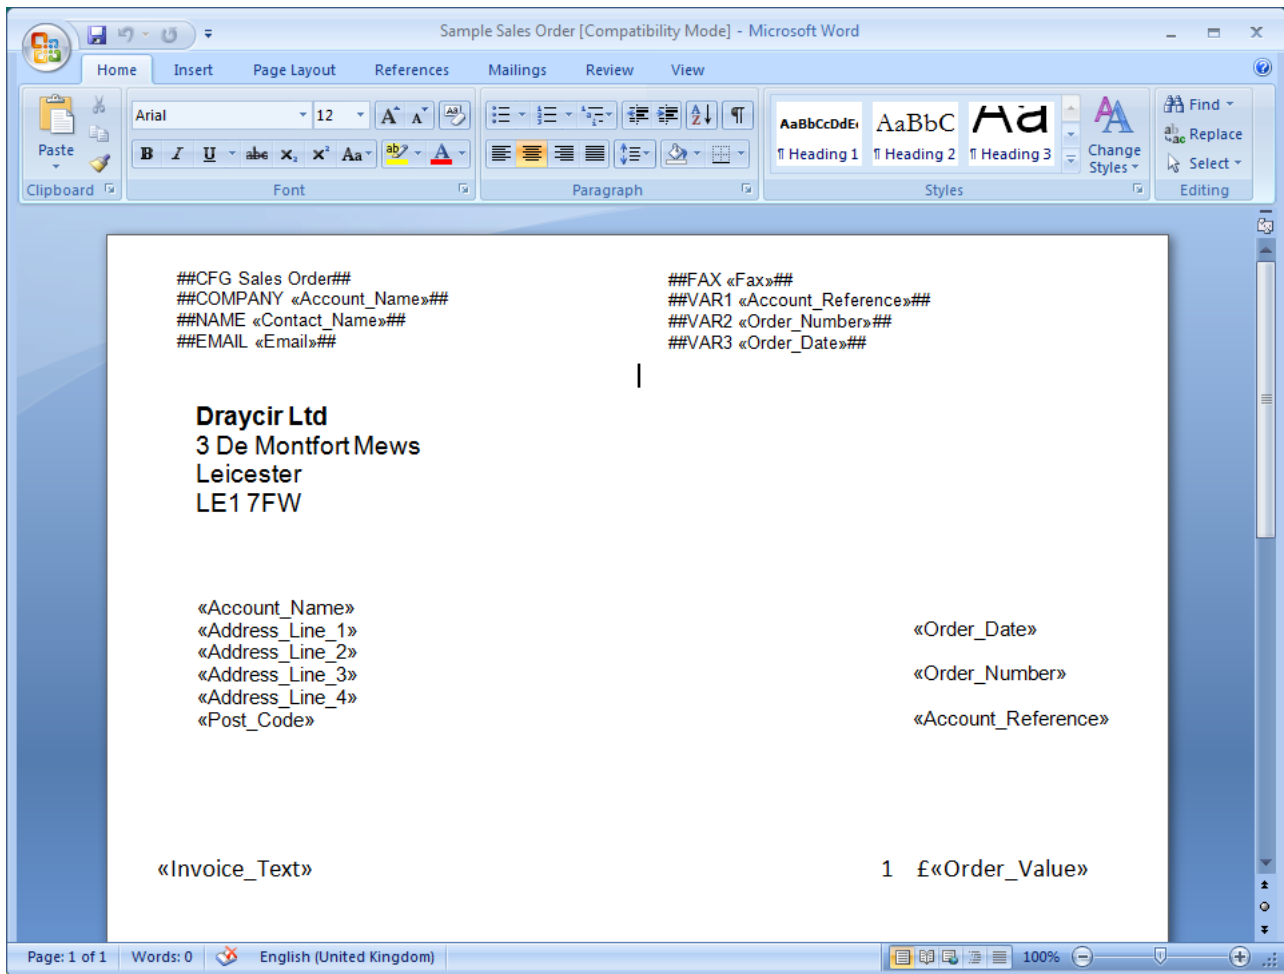 Sample Sales Order [Compatibility Mode] - Microsoft Word
Home Insert Page Layout References Mailings Review View
Arial 12
Paste
Clipboard
Font
Paragraph
AaBbCcDdE AaBbC Aa
¶ Heading 1 ¶ Heading 2 ¶ Heading 3
Change Styles
Styles
Find
Replace
Select
Editing
##CFG Sales Order##
##COMPANY «Account_Name»##
##NAME «Contact_Name»##
##EMAIL «Email»##
##FAX «Fax»##
##VAR1 «Account_Reference»##
##VAR2 «Order_Number»##
##VAR3 «Order_Date»##
Draycir Ltd
3 De Montfort Mews
Leicester
LE1 7FW
«Account_Name»
«Address_Line_1»
«Address_Line_2»
«Address_Line_3»
«Address_Line_4»
«Post_Code»
«Order_Date»
«Order_Number»
«Account_Reference»
«Invoice_Text» 1 £«Order_Value»
Page: 1 of 1 Words: 0 English (United Kingdom) 100%